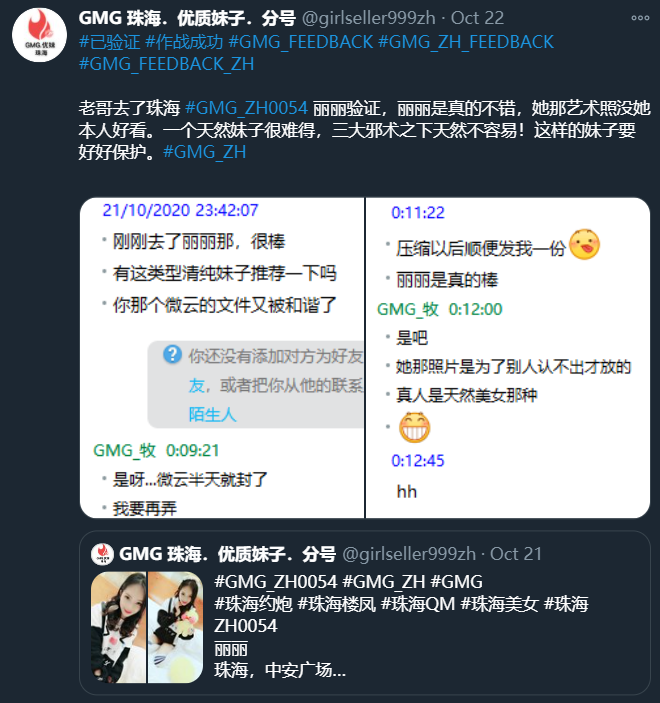 GMG 珠海．优质妹子．分号 @girlseller999zh · Oct 22
#已验证 #作战成功 #GMG_FEEDBACK #GMG_ZH_FEEDBACK
#GMG_FEEDBACK_ZH
老哥去了珠海 #GMG_ZH0054 丽丽验证，丽丽是真的不错，她那艺术照没她
本人好看。一个天然妹子很难得，三大邪术之下天然不容易！这样的妹子要
好好保护。#GMG_ZH
GMG.优妹
珠海
21/10/2020 23:42:07
刚刚去了丽丽那，很棒
有这类型清纯妹子推荐一下吗
你那个微云的文件又被和谐了
你还没有添加对方为好友
友，或者把你从他的联系
陌生人
GMG_牧 0:09:21
是呀...微云半天就封了
我要再弄
0:11:22
压缩以后顺便发我一份
丽丽是真的棒
GMG_牧 0:12:00
是吧
她那照片是为了别人认不出才放的
真人是天然美女那种
0:12:45
hh
GMG 珠海．优质妹子．分号 @girlseller999zh · Oct 21
#GMG_ZH0054 #GMG_ZH #GMG
#珠海约炮 #珠海楼凤 #珠海QM #珠海美女 #珠海
ZH0054
丽丽
珠海，中安广场...